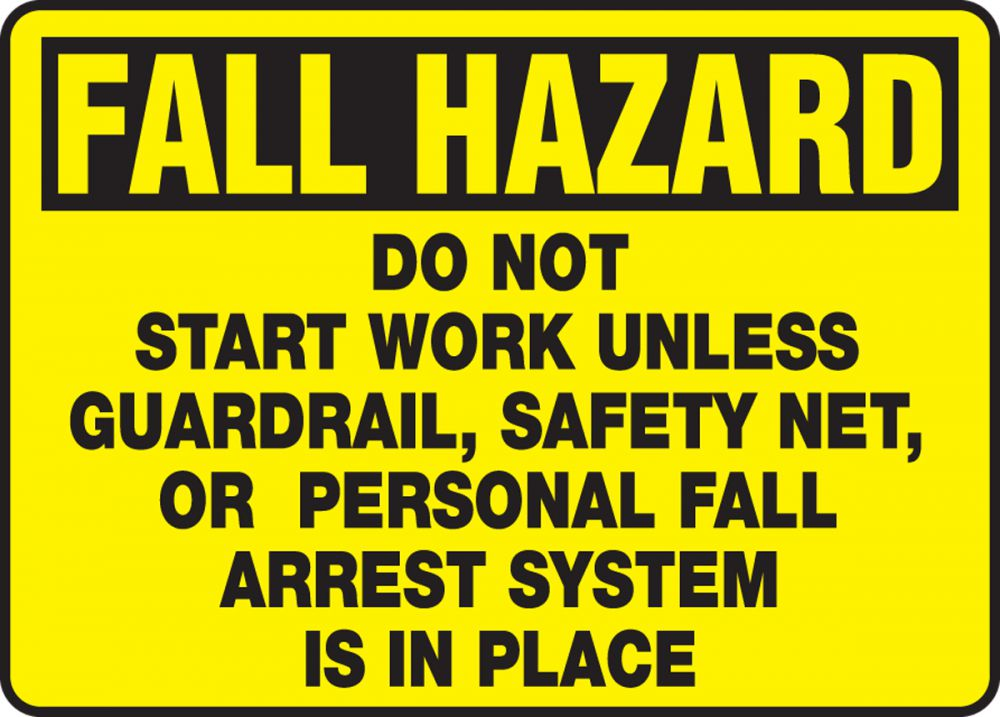 FALL HAZARD
DO NOT
START WORK UNLESS
GUARDRAIL, SAFETY NET,
OR PERSONAL FALL
ARREST SYSTEM
IS IN PLACE